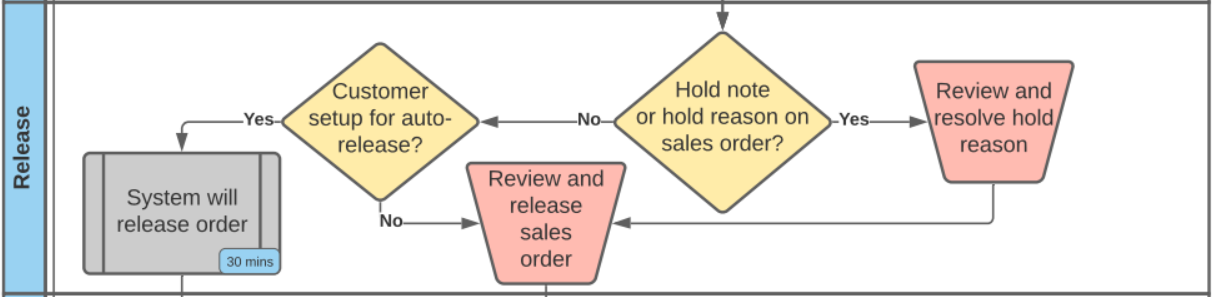 Release
Customer
setup for auto-
release?
Hold note
or hold reason on
sales order?
Review and
resolve hold
reason
Yes
No
Yes
System will
release order
30 mins
No
Review and
release
sales
order